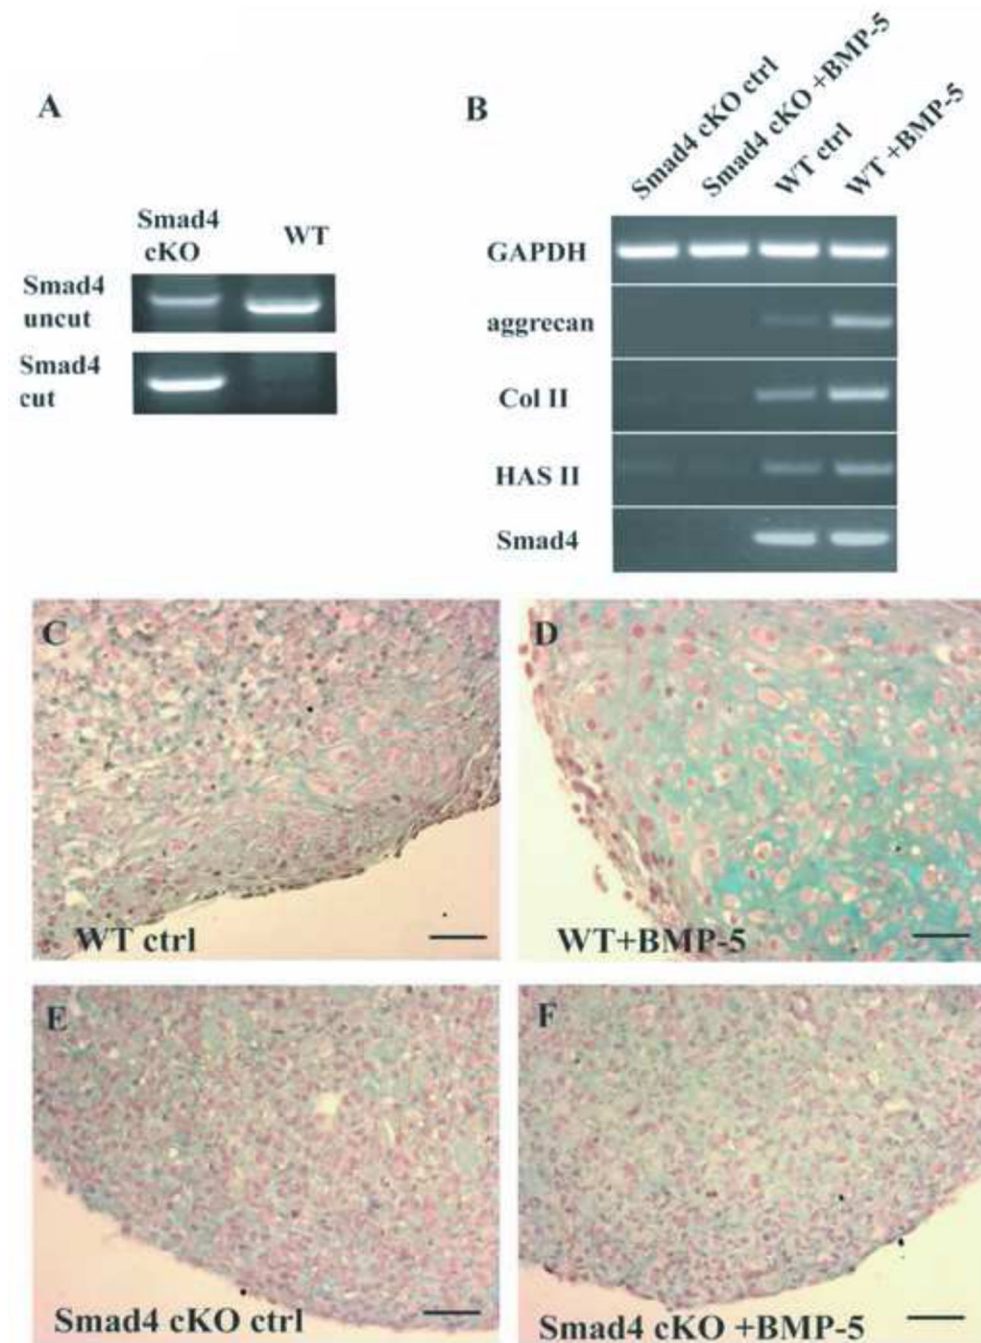 A
Smad4
cKO
WT
Smad4
uncut
Smad4
cut
B
Smad4 cKO ctrl
Smad4 cKO +BMP-5
WT ctrl
WT +BMP-5
GAPDH
aggrecan
Col II
HAS II
Smad4
C
WT ctrl
D
WT+BMP-5
E
Smad4 cKO ctrl
F
Smad4 cKO +BMP-5